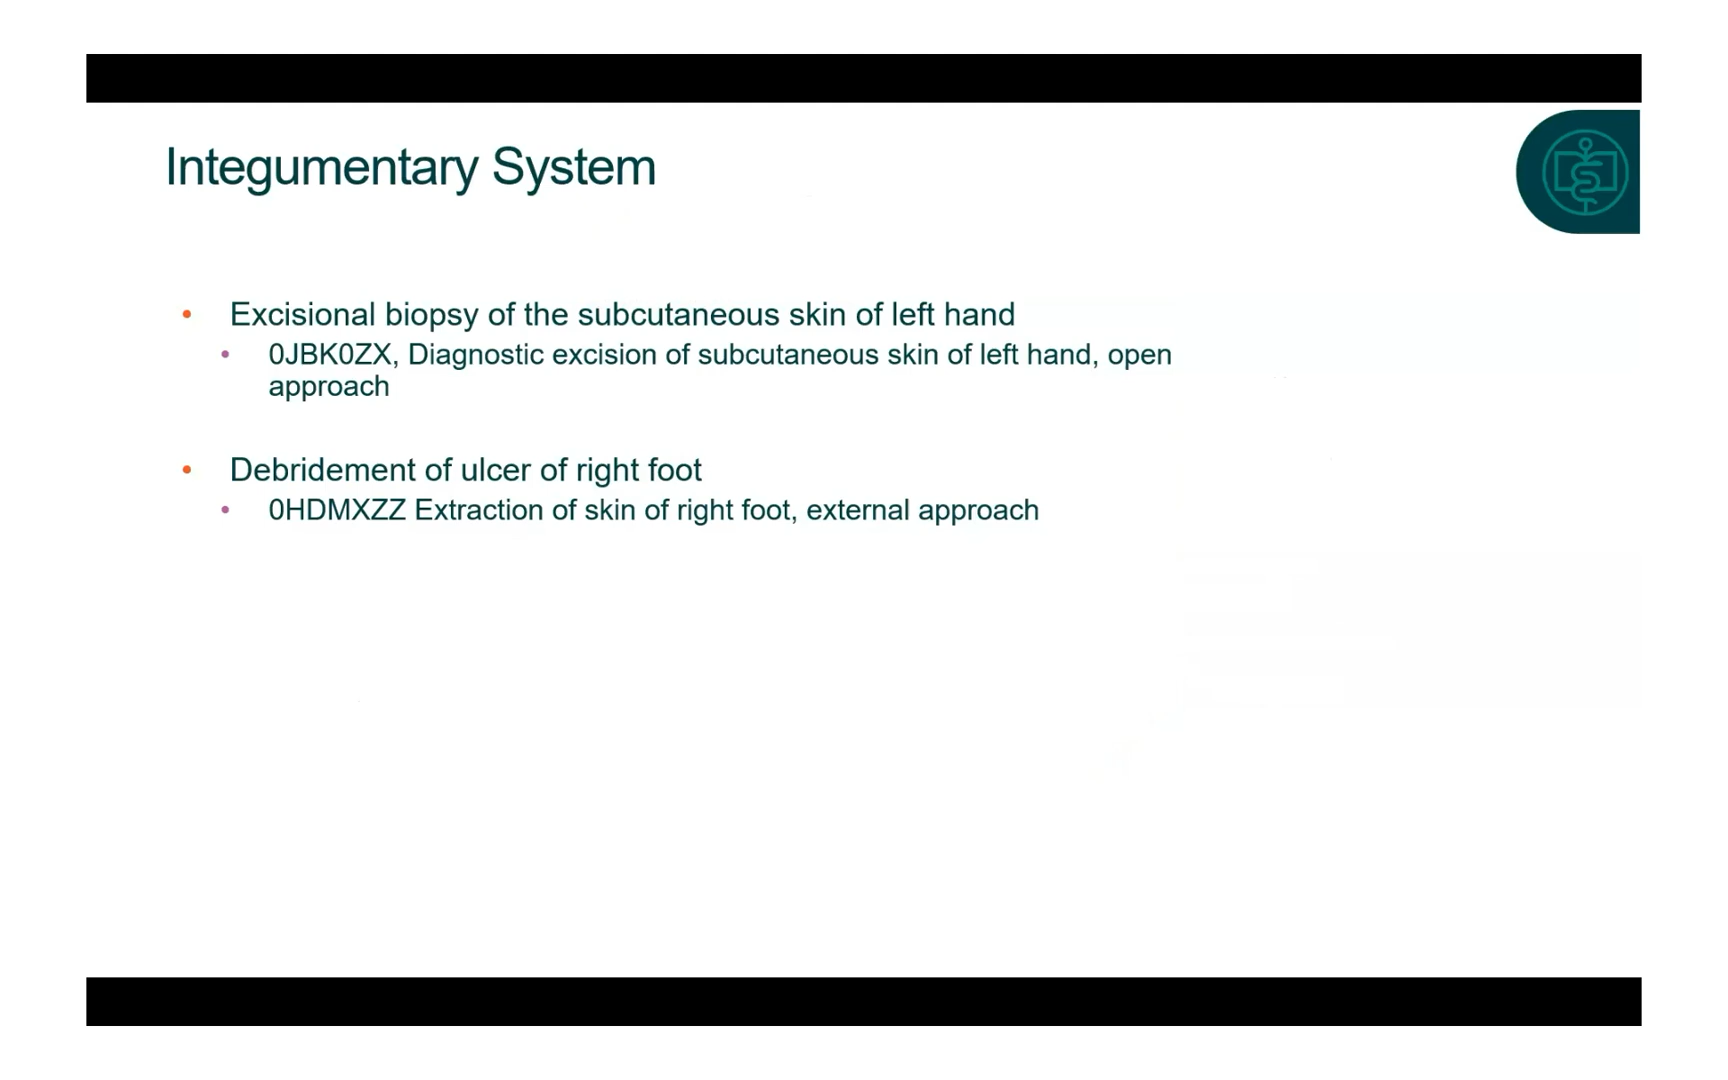 Integumentary System
• Excisional biopsy of the subcutaneous skin of left hand
• 0JBK0ZX, Diagnostic excision of subcutaneous skin of left hand, open
approach
• Debridement of ulcer of right foot
• 0HDMXZZ Extraction of skin of right foot, external approach